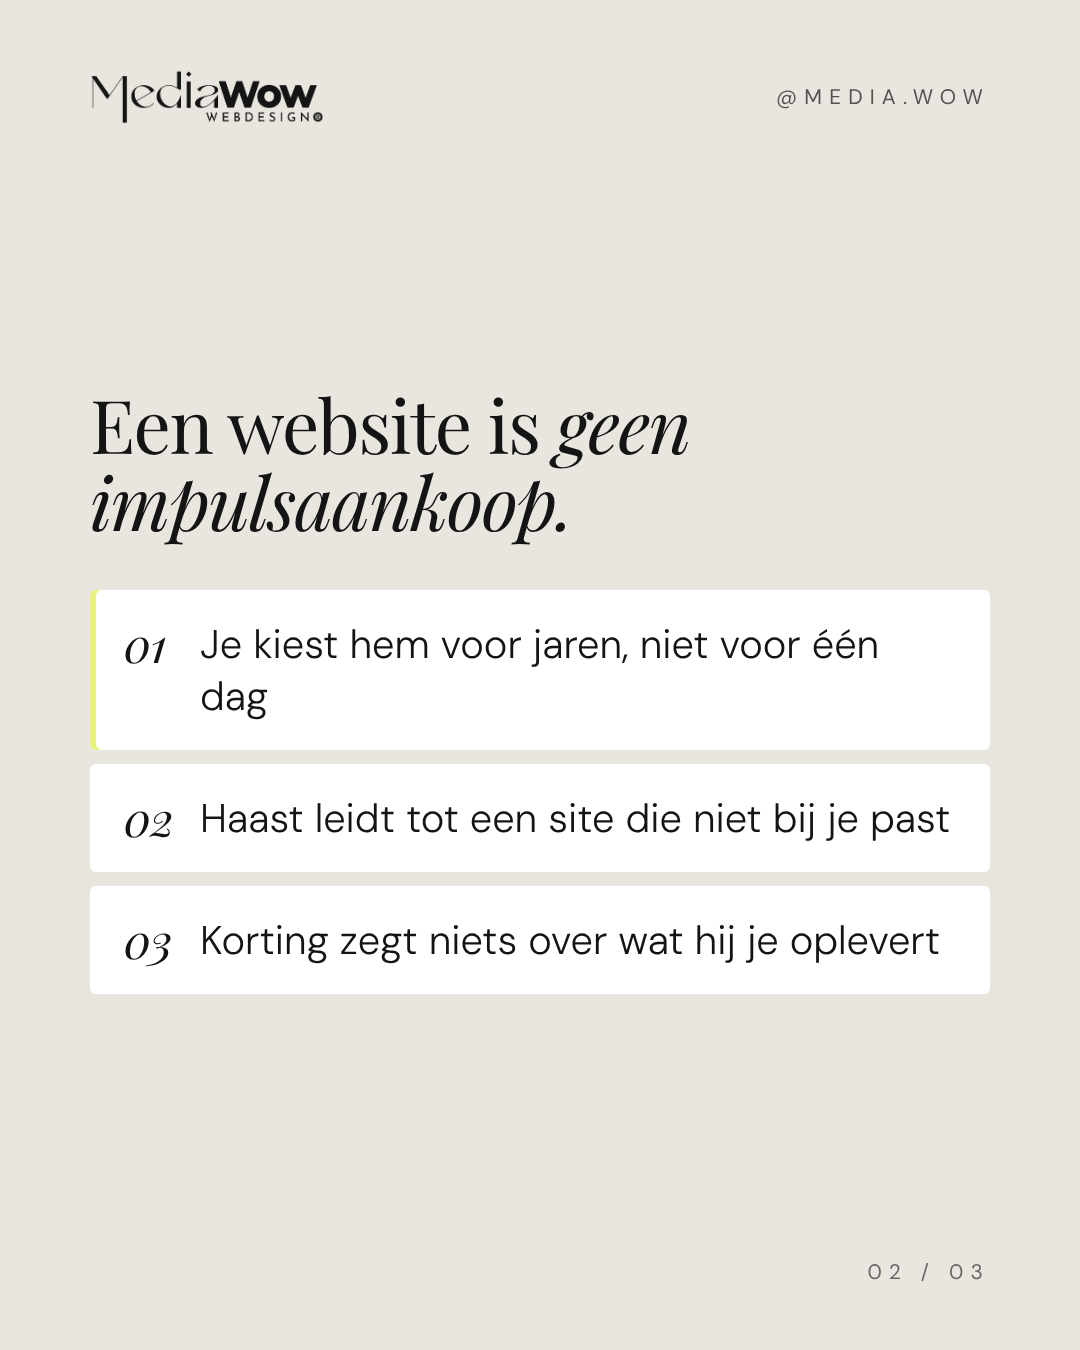 MediaWow
WEBDESIGN
@MEDIA.WOW
Een website is geen
impulsaankoop.
01 Je kiest hem voor jaren, niet voor één
dag
02 Haast leidt tot een site die niet bij je past
03 Korting zegt niets over wat hij je oplevert
02 / 03